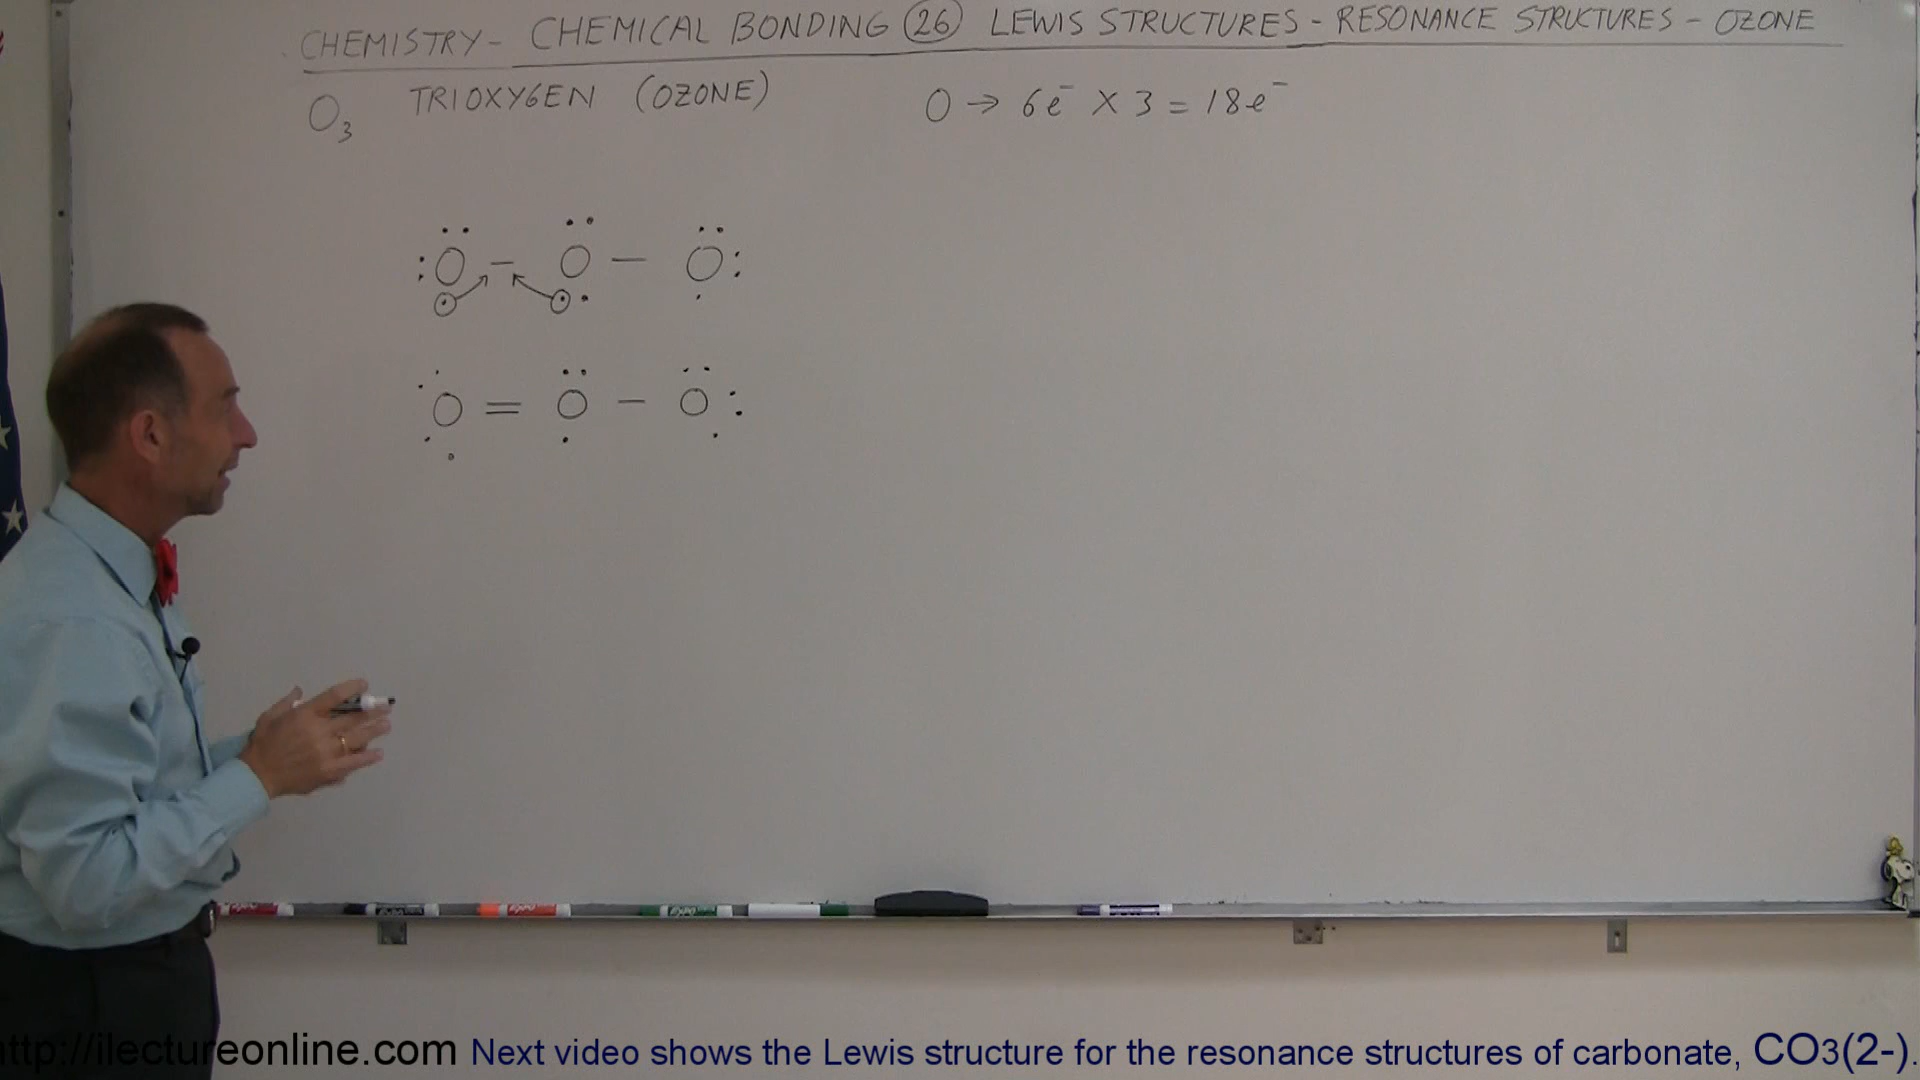 CHEMISTRY - CHEMICAL BONDING 26 LEWIS STRUCTURES - RESONANCE STRUCTURES - OZONE
O₃ TRIOXYGEN (OZONE) O → 6e⁻ × 3 = 18e⁻
O - O - O
O = O - O
ttp://ilectureonline.com Next video shows the Lewis structure for the resonance structures of carbonate, CO3(2-).